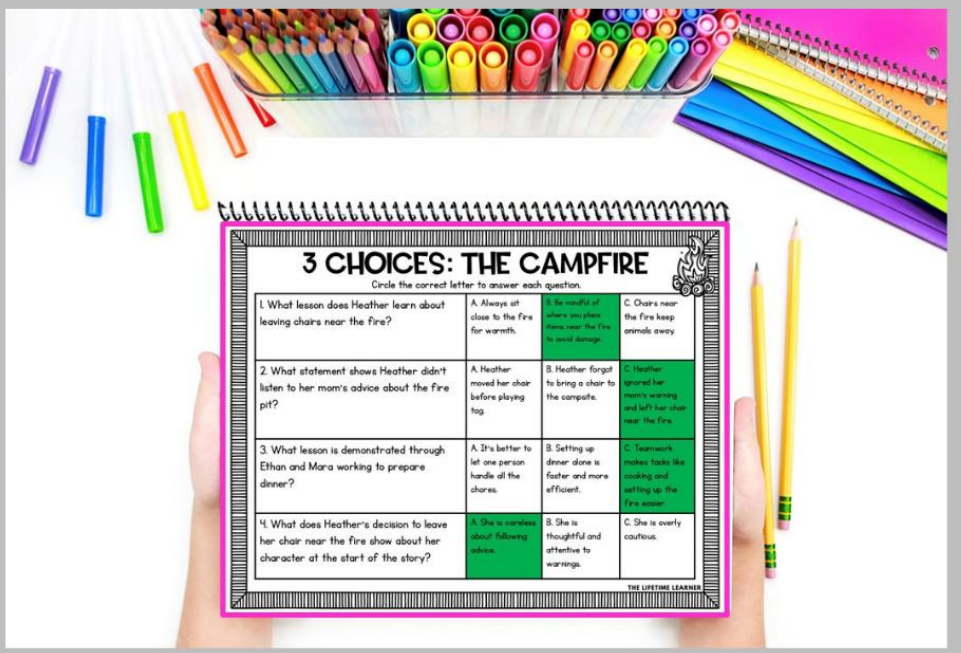 3 CHOICES: THE CAMPFIRE
Circle the correct letter to answer each question.
1. What lesson does Heather learn about
leaving chairs near the fire?
A. Always sit
close to the fire
for warmth.
B. Be mindful of
where you place
items near the fire
to avoid damage.
C. Chairs near
the fire keep
animals away.
2. What statement shows Heather didn't
listen to her mom's advice about the fire
pit?
A. Heather
moved her chair
before playing
tag.
B. Heather forgot
to bring a chair to
the campsite.
C. Heather
ignored her
mom's warning
and left her chair
near the fire.
3. What lesson is demonstrated through
Ethan and Mara working to prepare
dinner?
A. It's better to
let one person
handle all the
chores.
B. Setting up
dinner alone is
faster and more
efficient.
C. Teamwork
makes tasks like
cooking and
setting up the
fire easier.
4. What does Heather's decision to leave
her chair near the fire show about her
character at the start of the story?
A. She is careless
about following
advice.
B. She is
thoughtful and
attentive to
warnings.
C. She is overly
cautious.
THE LIFETIME LEARNER